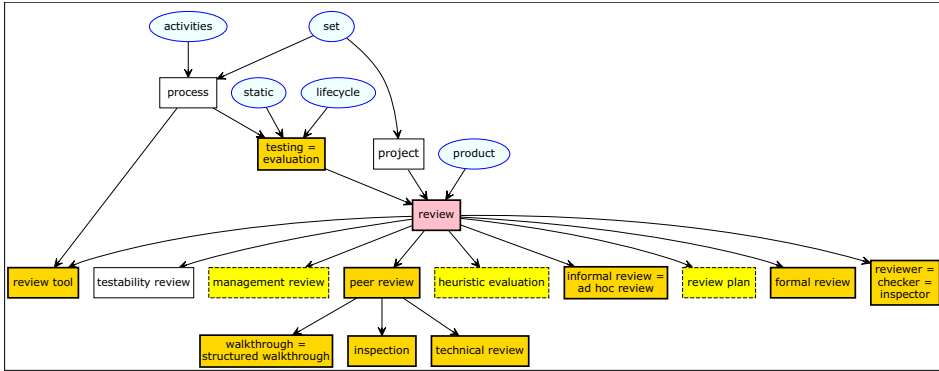 activities
set
process
static
lifecycle
testing =
evaluation
project
product
review
review tool
testability review
management review
peer review
heuristic evaluation
informal review =
ad hoc review
review plan
formal review
reviewer =
checker =
inspector
walkthrough =
structured walkthrough
inspection
technical review